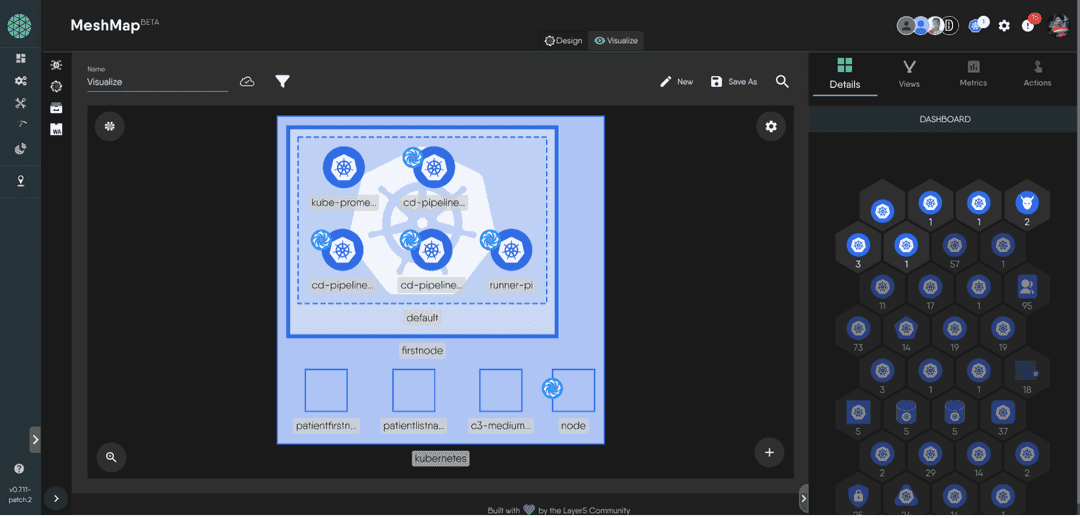 MeshMap BETA
1
15
Design
Visualize
Name
Visualize
New
Save As
Details
Views
Metrics
Actions
DASHBOARD
kube-prome...
cd-pipeline...
cd-pipeline...
cd-pipeline...
runner-pi
default
firstnode
patientfirstn...
patientlistna...
c3-medium...
node
kubernetes
1
1
2
3
1
57
1
11
17
1
95
73
14
19
19
3
1
1
18
5
5
5
37
2
29
14
2
WA
v0.7.11-
patch.2
Built with
by the Layer5 Community